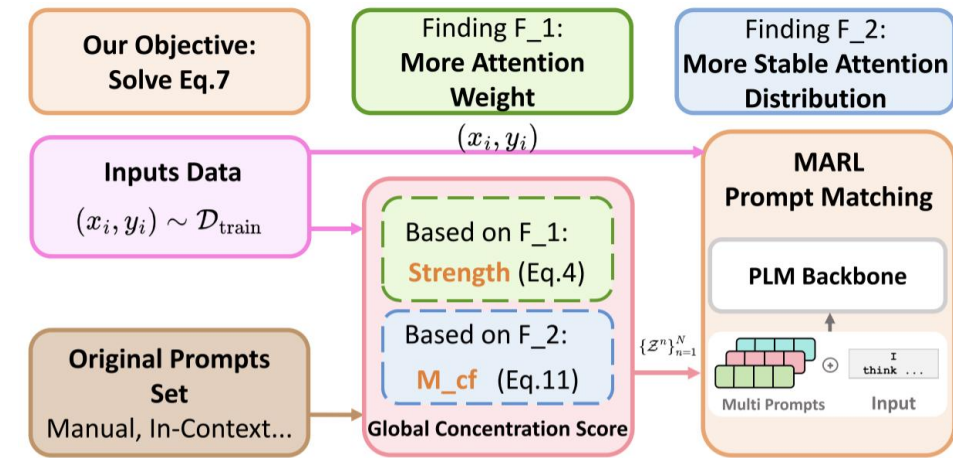 Our Objective:
Solve Eq.7
Finding F_1:
More Attention
Weight
Finding F_2:
More Stable Attention
Distribution
Inputs Data
(x_i, y_i) ∼ D_train
(x_i, y_i)
Original Prompts
Set
Manual, In-Context...
Based on F_1:
Strength (Eq.4)
Based on F_2:
M_cf (Eq.11)
Global Concentration Score
{Z^n}_{n=1}^N
MARL
Prompt Matching
PLM Backbone
I
think ...
Multi Prompts
Input